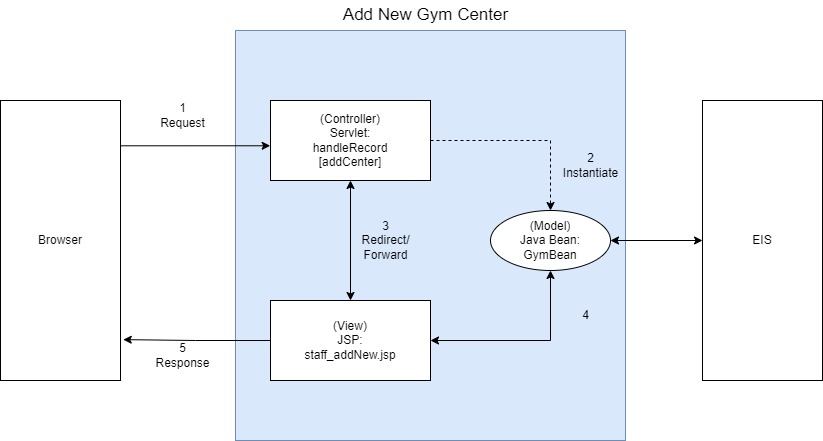 Add New Gym Center
1
Request
(Controller)
Servlet:
handleRecord
[addCenter]
2
Instantiate
3
Redirect/
Forward
Browser
(Model)
Java Bean:
GymBean
EIS
(View)
JSP:
staff_addNew.jsp
4
5
Response